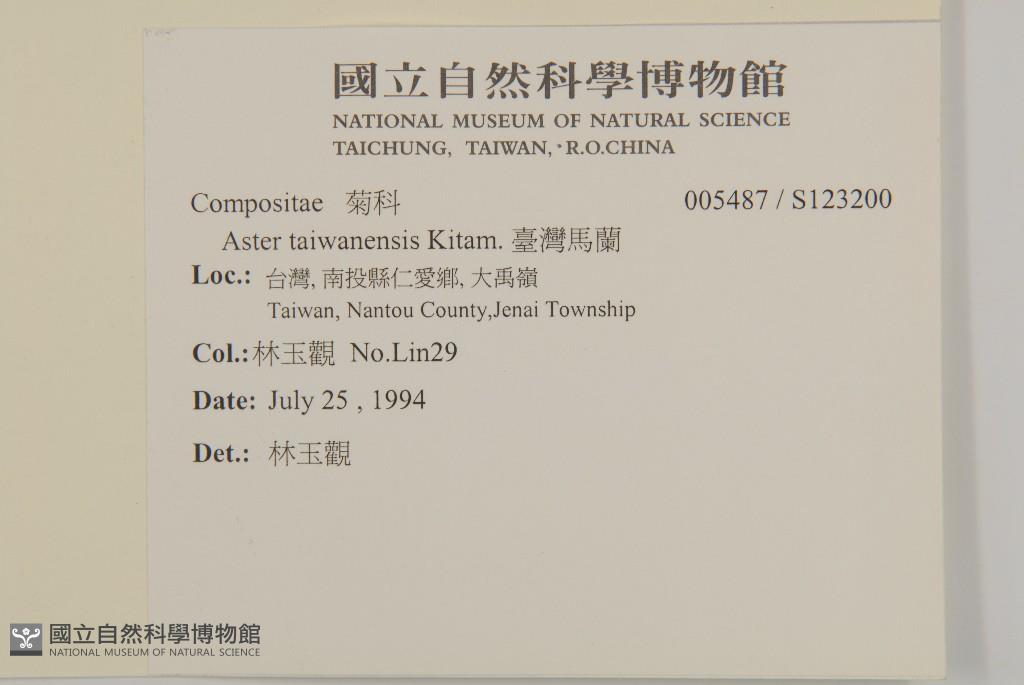 國立自然科學博物館
NATIONAL MUSEUM OF NATURAL SCIENCE
TAICHUNG, TAIWAN, R.O.CHINA
Compositae 菊科 005487 / S123200
Aster taiwanensis Kitam. 臺灣馬蘭
Loc.: 台灣, 南投縣仁愛鄉, 大禹嶺
Taiwan, Nantou County,Jenai Township
Col.:林玉觀 No.Lin29
Date: July 25 , 1994
Det.: 林玉觀
國立自然科學博物館
NATIONAL MUSEUM OF NATURAL SCIENCE